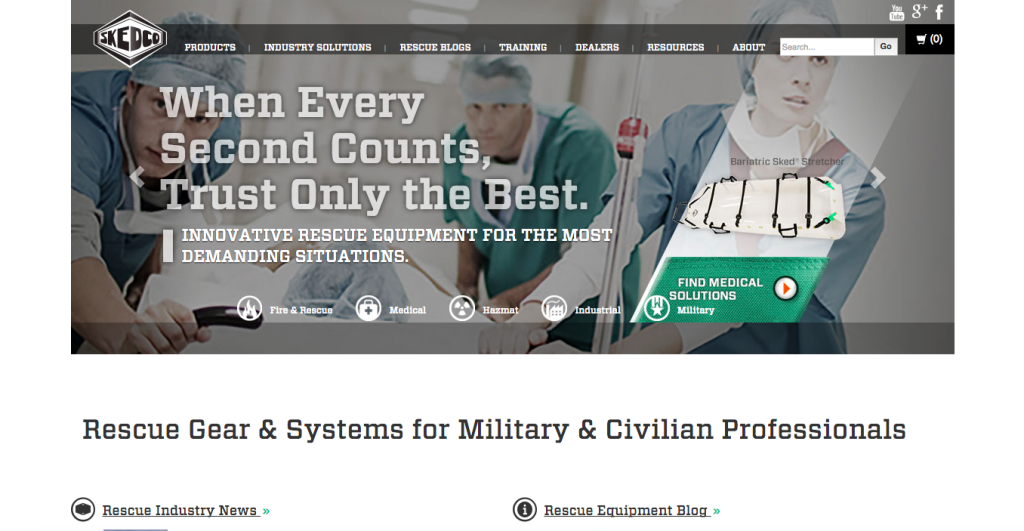 You
Tube
g+
f
SKEDCO
PRODUCTS | INDUSTRY SOLUTIONS | RESCUE BLOGS | TRAINING | DEALERS | RESOURCES | ABOUT
Search...
Go
(0)
When Every
Second Counts,
Trust Only the Best.
INNOVATIVE RESCUE EQUIPMENT FOR THE MOST
DEMANDING SITUATIONS.
Bariatric Sked® Stretcher
FIND MEDICAL
SOLUTIONS
Fire & Rescue
Medical
Hazmat
Industrial
Military
Rescue Gear & Systems for Military & Civilian Professionals
Rescue Industry News »
Rescue Equipment Blog »